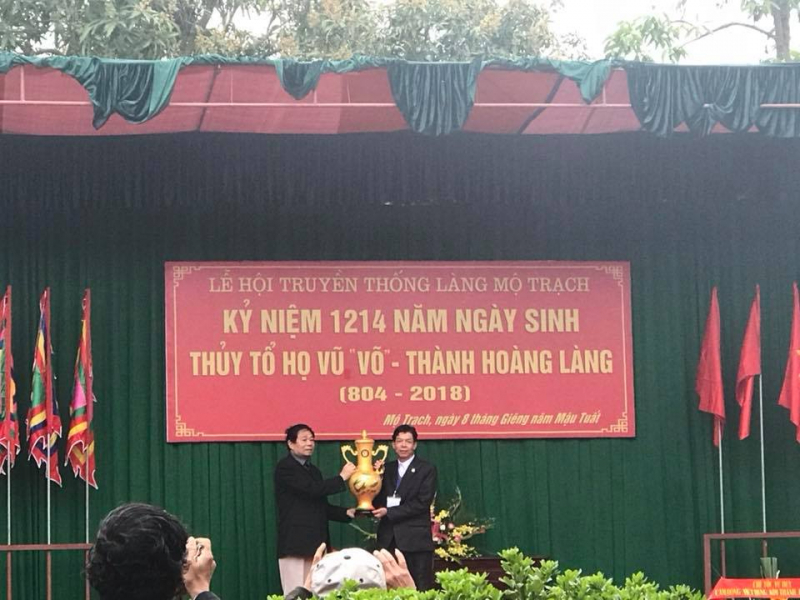 LỄ HỘI TRUYỀN THỐNG LÀNG MỘ TRẠCH
KỶ NIỆM 1214 NĂM NGÀY SINH
THỦY TỔ HỌ VŨ "VÕ" - THÀNH HOÀNG LÀNG
(804 - 2018)
Mộ Trạch, ngày 8 tháng Giêng năm Mậu Tuất